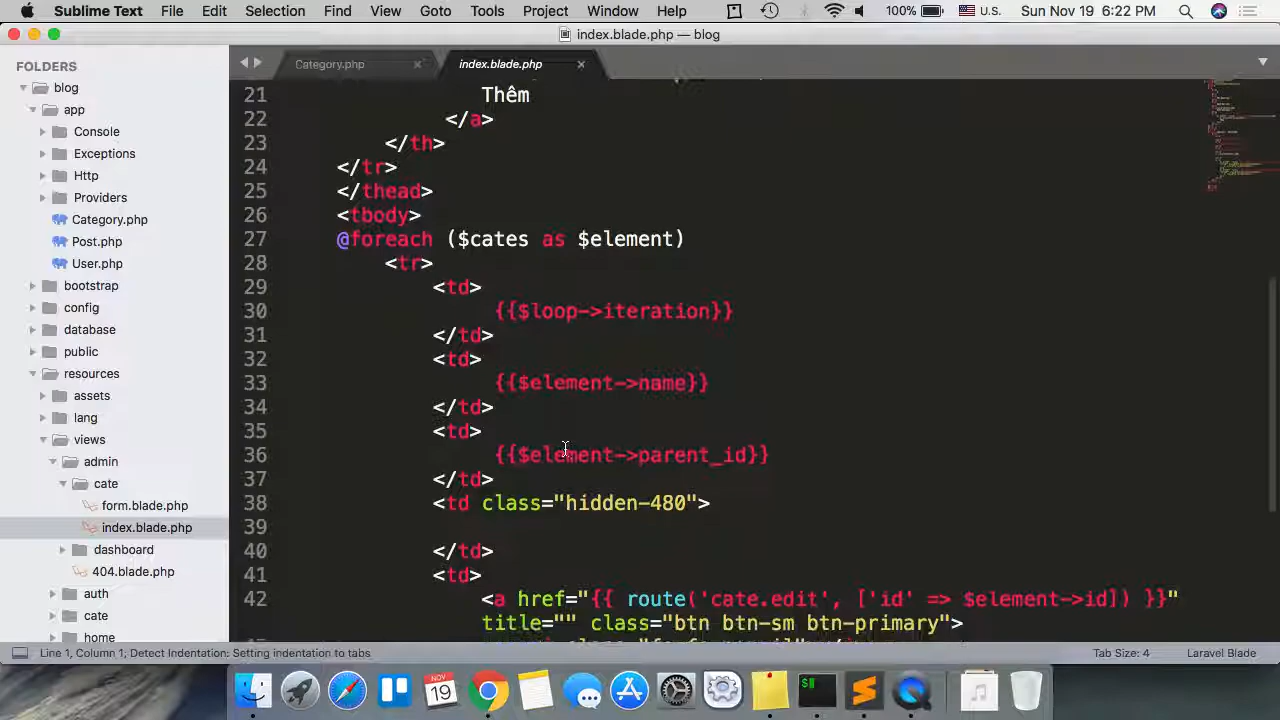 Sublime Text File Edit Selection Find View Goto Tools Project Window Help 100% U.S. Sun Nov 19 6:22 PM
index.blade.php — blog
FOLDERS
blog
app
Console
Exceptions
Http
Providers
Category.php
Post.php
User.php
bootstrap
config
database
public
resources
assets
lang
views
admin
cate
form.blade.php
index.blade.php
dashboard
404.blade.php
auth
cate
home
Category.php × index.blade.php ×
21 Thêm
22 </a>
23 </th>
24 </tr>
25 </thead>
26 <tbody>
27 @foreach ($cates as $element)
28 <tr>
29 <td>
30 {{$loop->iteration}}
31 </td>
32 <td>
33 {{$element->name}}
34 </td>
35 <td>
36 {{$element->parent_id}}
37 </td>
38 <td class="hidden-480">
39
40 </td>
41 <td>
42 <a href="{{ route('cate.edit', ['id' => $element->id]) }}"
title="" class="btn btn-sm btn-primary">
Line 1, Column 1, Detect Indentation: Setting indentation to tabs Tab Size: 4 Laravel Blade
NOV
19